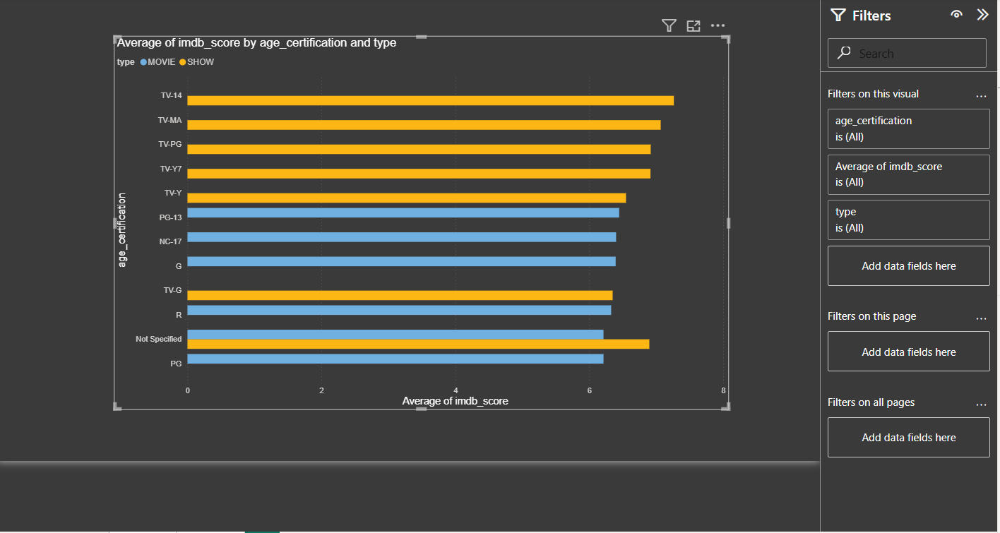 Average of imdb_score by age_certification and type
type MOVIE SHOW
age_certification
TV-14
TV-MA
TV-PG
TV-Y7
TV-Y
PG-13
NC-17
G
TV-G
R
Not Specified
PG
0 2 4 6 8
Average of imdb_score
Filters
Search
Filters on this visual
...
age_certification
is (All)
Average of imdb_score
is (All)
type
is (All)
Add data fields here
Filters on this page
...
Add data fields here
Filters on all pages
...
Add data fields here